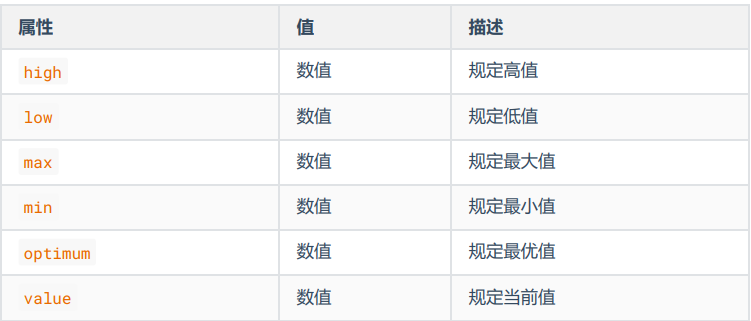 属性 值 描述
high 数值 规定高值
low 数值 规定低值
max 数值 规定最大值
min 数值 规定最小值
optimum 数值 规定最优值
value 数值 规定当前值